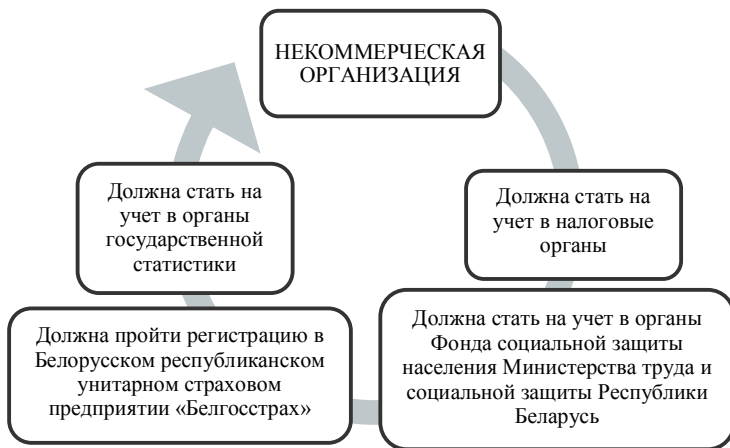 НЕКОММЕРЧЕСКАЯ
ОРГАНИЗАЦИЯ
Должна стать на
учет в налоговые
органы
Должна стать на учет в органы
Фонда социальной защиты
населения Министерства труда и
социальной защиты Республики
Беларусь
Должна пройти регистрацию в
Белорусском республиканском
унитарном страховом
предприятии «Белгосстрах»
Должна стать на
учет в органы
государственной
статистики